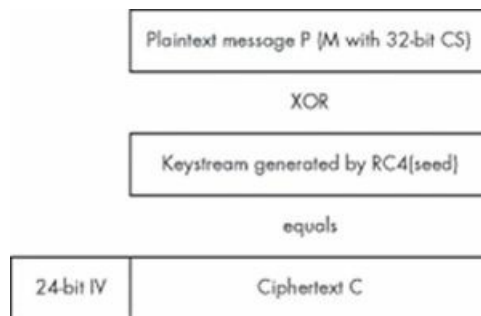 Plaintext message P (M with 32-bit CS)
XOR
Keystream generated by RC4(seed)
equals
24-bit IV
Ciphertext C